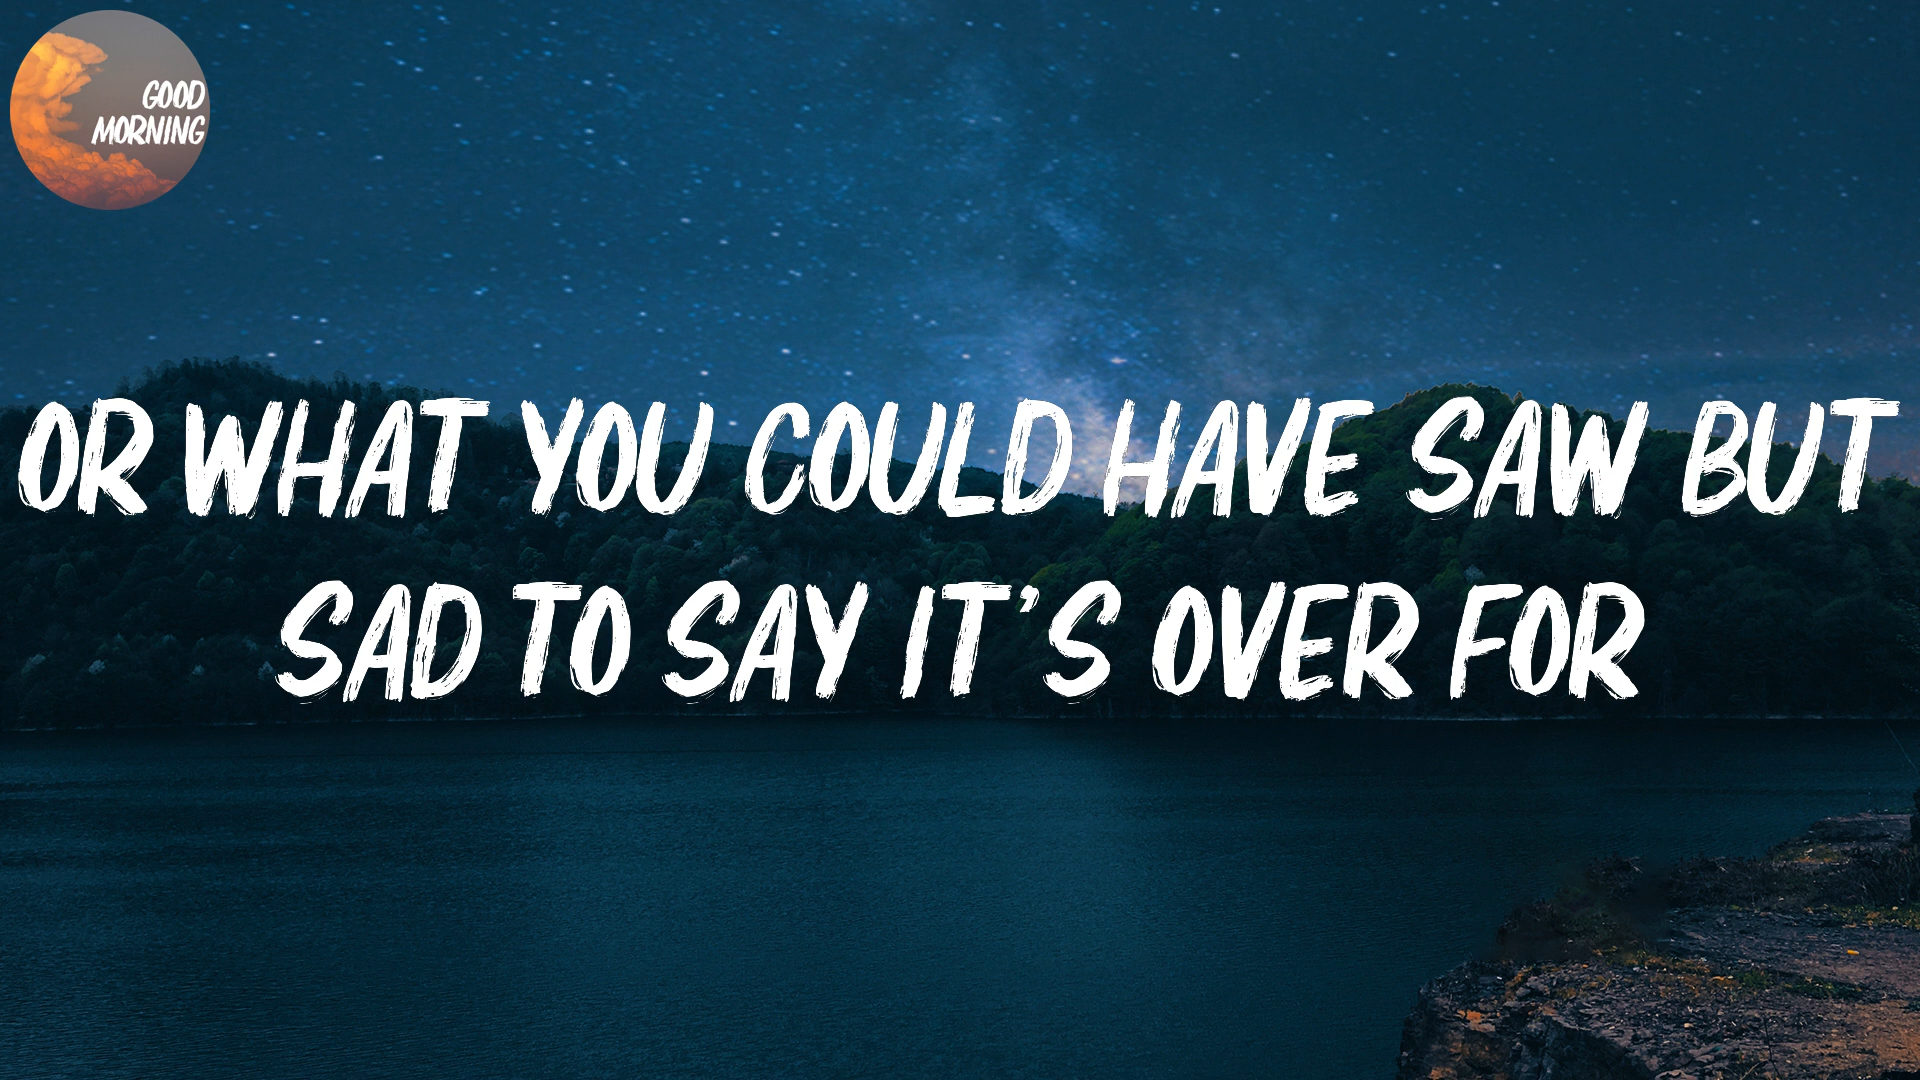 GOOD
MORNING
OR WHAT YOU COULD HAVE SAW BUT
SAD TO SAY IT'S OVER FOR